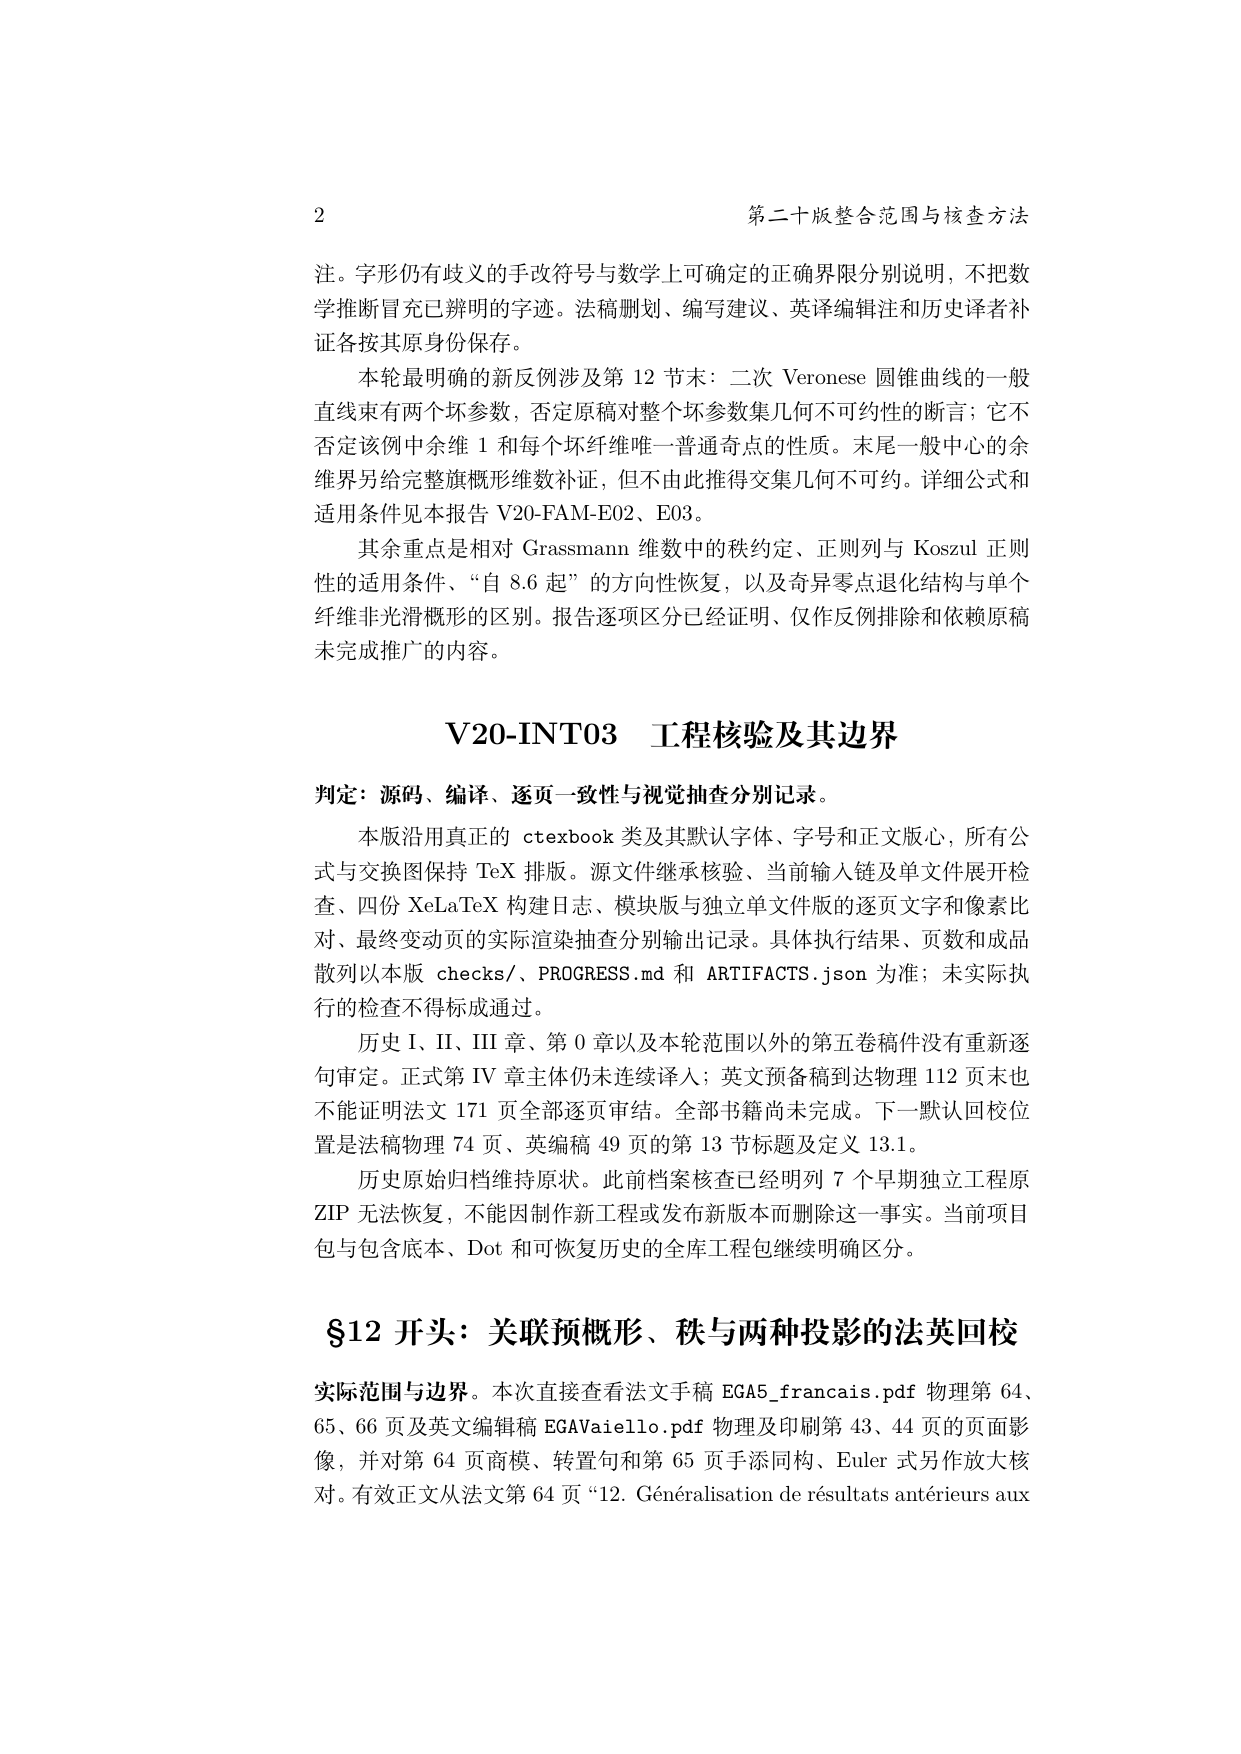 2 第二十版整合范围与核查方法
注。字形仍有歧义的手改符号与数学上可确定的正确界限分别说明，不把数
学推断冒充已辨明的字迹。法稿删划、编写建议、英译编辑注和历史译者补
证各按其原身份保存。
本轮最明确的新反例涉及第 12 节末：二次 Veronese 圆锥曲线的一般
直线束有两个坏参数，否定原稿对整个坏参数集几何不可约性的断言；它不
否定该例中余维 1 和每个坏纤维唯一普通奇点的性质。末尾一般中心的余
维界另给完整旗概形维数补证，但不由此推得交集几何不可约。详细公式和
适用条件见本报告 V20-FAM-E02、E03。
其余重点是相对 Grassmann 维数中的秩约定、正则列与 Koszul 正则
性的适用条件、“自 8.6 起” 的方向性恢复，以及奇异零点退化结构与单个
纤维非光滑概形的区别。报告逐项区分已经证明、仅作反例排除和依赖原稿
未完成推广的内容。
V20-INT03 工程核验及其边界
判定：源码、编译、逐页一致性与视觉抽查分别记录。
本版沿用真正的 ctexbook 类及其默认字体、字号和正文版心，所有公
式与交换图保持 TeX 排版。源文件继承核验、当前输入链及单文件展开检
查、四份 XeLaTeX 构建日志、模块版与独立单文件版的逐页文字和像素比
对、最终变动页的实际渲染抽查分别输出记录。具体执行结果、页数和成品
散列以本版 checks/、PROGRESS.md 和 ARTIFACTS.json 为准；未实际执
行的检查不得标成通过。
历史 I、II、III 章、第 0 章以及本轮范围以外的第五卷稿件没有重新逐
句审定。正式第 IV 章主体仍未连续译入；英文预备稿到达物理 112 页末也
不能证明法文 171 页全部逐页审结。全部书籍尚未完成。下一默认回校位
置是法稿物理 74 页、英编稿 49 页的第 13 节标题及定义 13.1。
历史原始归档维持原状。此前档案核查已经明列 7 个早期独立工程原
ZIP 无法恢复，不能因制作新工程或发布新版本而删除这一事实。当前项目
包与包含底本、Dot 和可恢复历史的全库工程包继续明确区分。
§12 开头：关联预概形、秩与两种投影的法英回校
实际范围与边界。本次直接查看法文手稿 EGA5_francais.pdf 物理第 64、
65、66 页及英文编辑稿 EGAVaiello.pdf 物理及印刷第 43、44 页的页面影
像，并对第 64 页商模、转置句和第 65 页手添同构、Euler 式另作放大核
对。有效正文从法文第 64 页 “12. Généralisation de résultats antérieurs aux